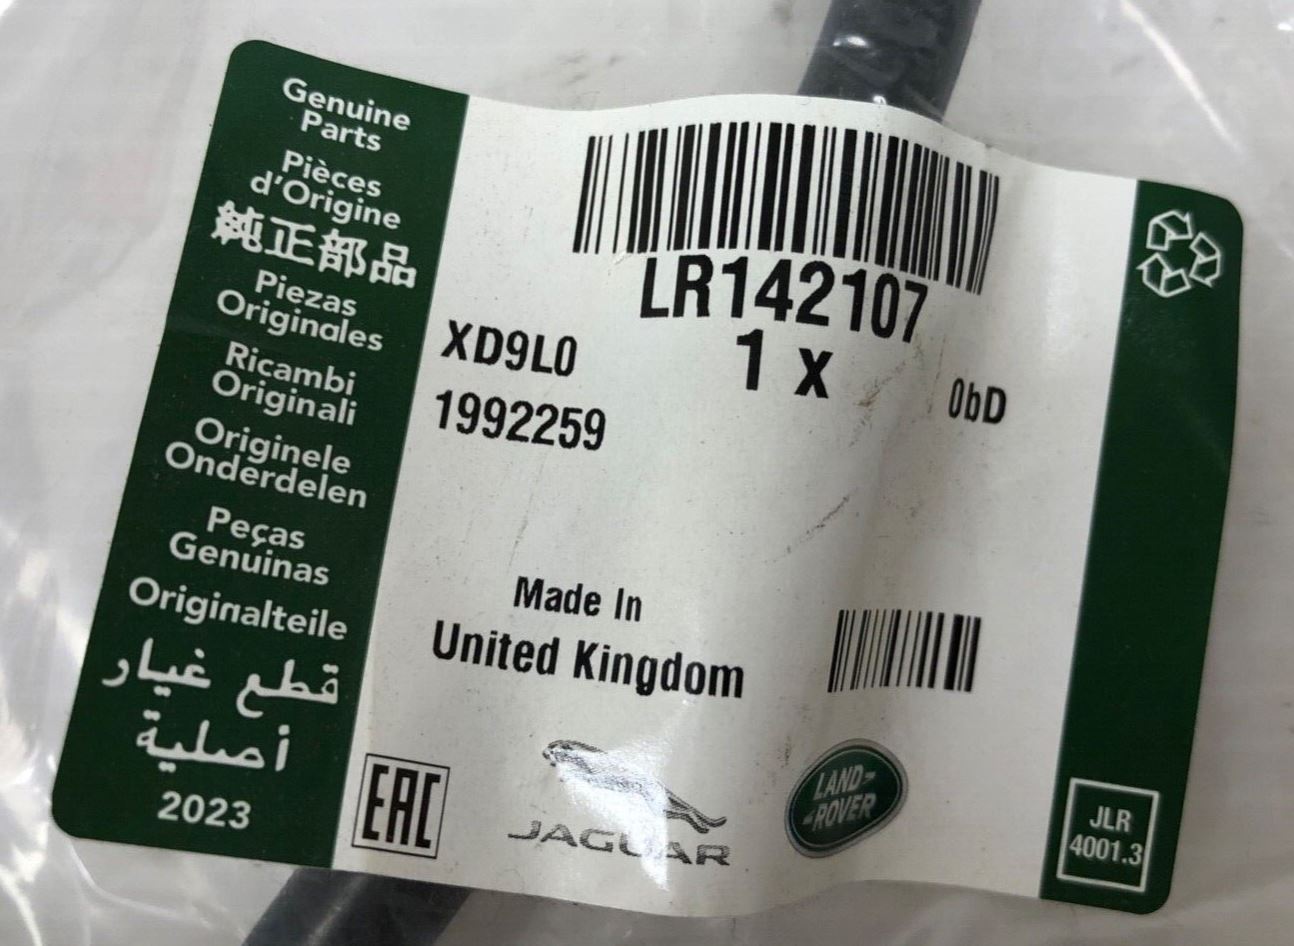 Genuine
Parts
Pièces
d'Origine
純正部品
Piezas
Originales
Ricambi
Originali
Originele
Onderdelen
Peças
Genuinas
Originalteile
قطع غيار
أصلية
2023
LR142107
1 x
XD9L0
0bD
1992259
Made In
United Kingdom
EAC
JAGUAR
LAND-
-ROVER
JLR
4001.3